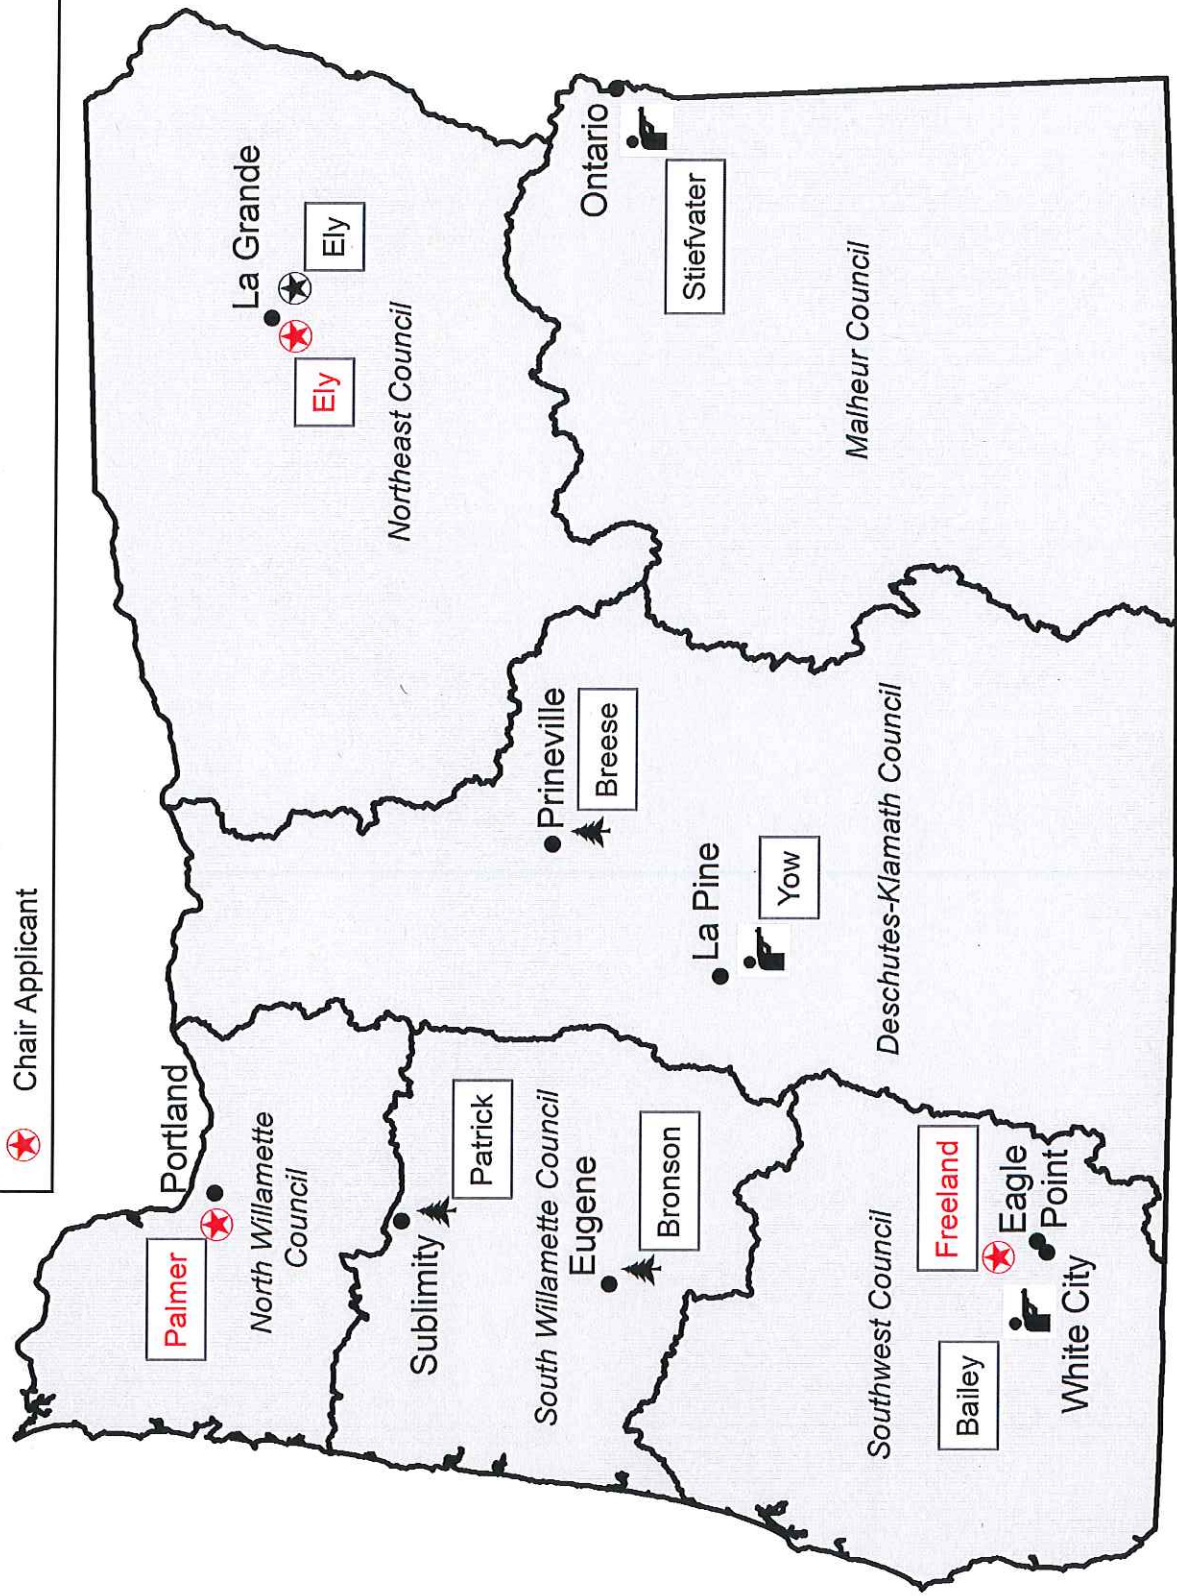 Chair Applicant
Portland
Palmer
North Willamette
Council
La Grande
Ely
Ely
Northeast Council
Sublimity
Patrick
South Willamette Council
Eugene
Bronson
Prineville
Breese
Ontario
Stiefvater
La Pine
Yow
Malheur Council
Deschutes-Klamath Council
Southwest Council
Freeland
Bailey
Eagle
Point
White City